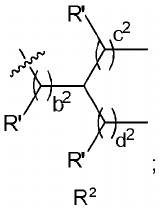 R' c²
b²
R'
d²
R' ;
R²